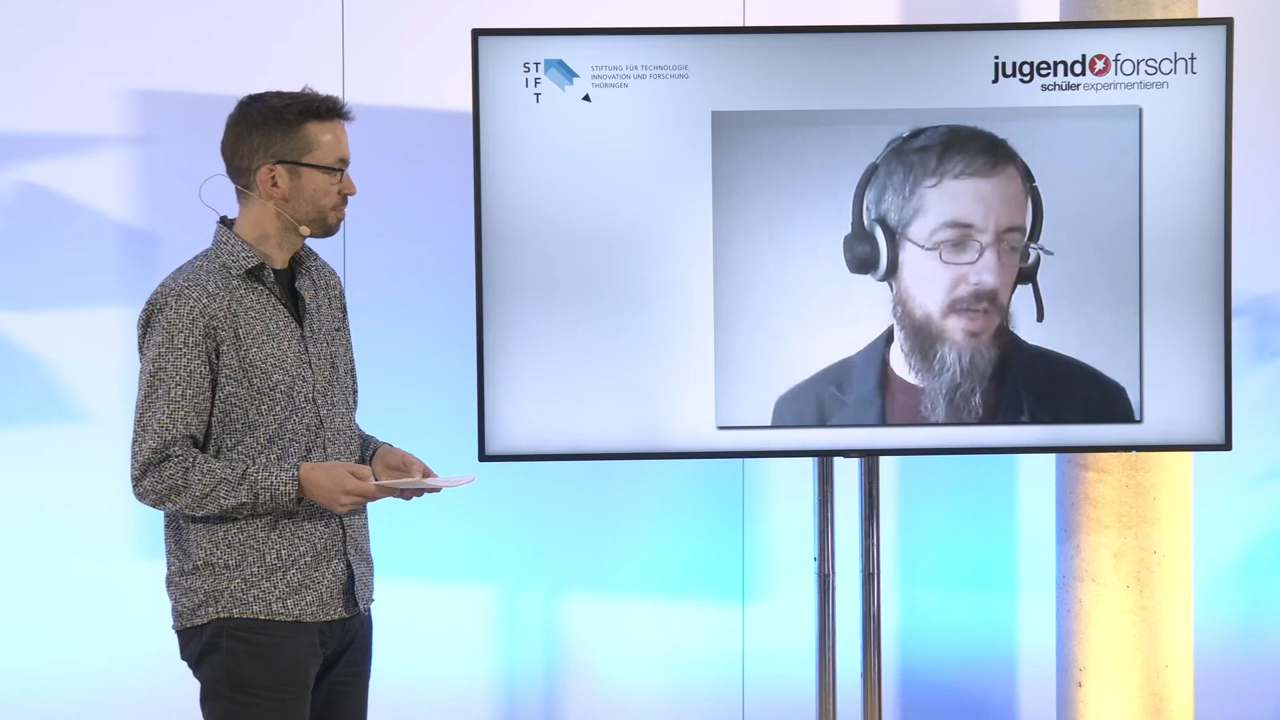 ST
IF
T
STIFTUNG FÜR TECHNOLOGIE,
INNOVATION UND FORSCHUNG
THÜRINGEN
jugend forscht
schüler experimentieren